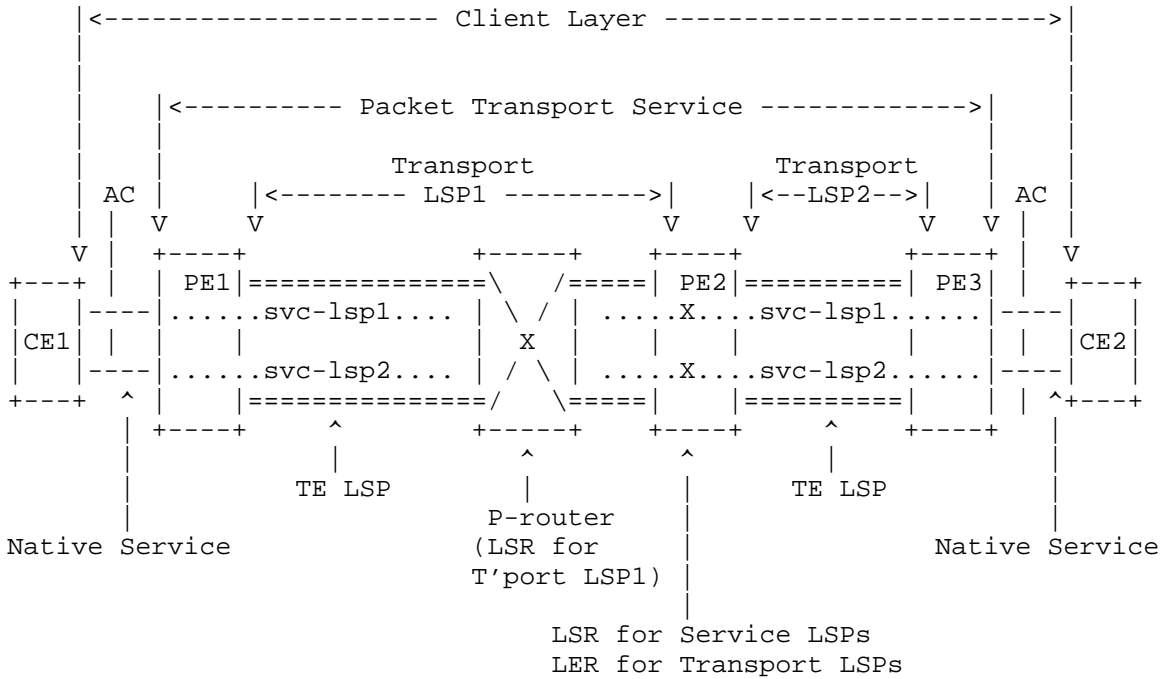 |<--------------------- Client Layer ------------------------>|
|<---------- Packet Transport Service ------------->|
Transport Transport
AC |<-------- LSP1 --------->| |<--LSP2-->| AC
V V V V V V
V +----+ +-----+ +----+ +----+ V
+---+ | PE1|===============\ /=====| PE2|==========| PE3| +---+
|----|......svc-lsp1.... | \ / | .....X....svc-lsp1......|----|
|CE1| | | | | X | | | | | | |CE2|
|----|......svc-lsp2.... | / \ | .....X....svc-lsp2......|----|
+---+ ^ | |===============/ \=====| |==========| | | ^+---+
+----+ ^ +-----+ +----+ ^ +----+
^ ^
TE LSP TE LSP
P-router
Native Service (LSR for Native Service
T'port LSP1)
LSR for Service LSPs
LER for Transport LSPs